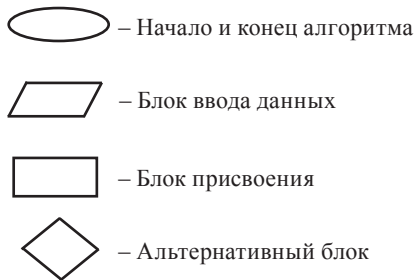 – Начало и конец алгоритма
– Блок ввода данных
– Блок присвоения
– Альтернативный блок